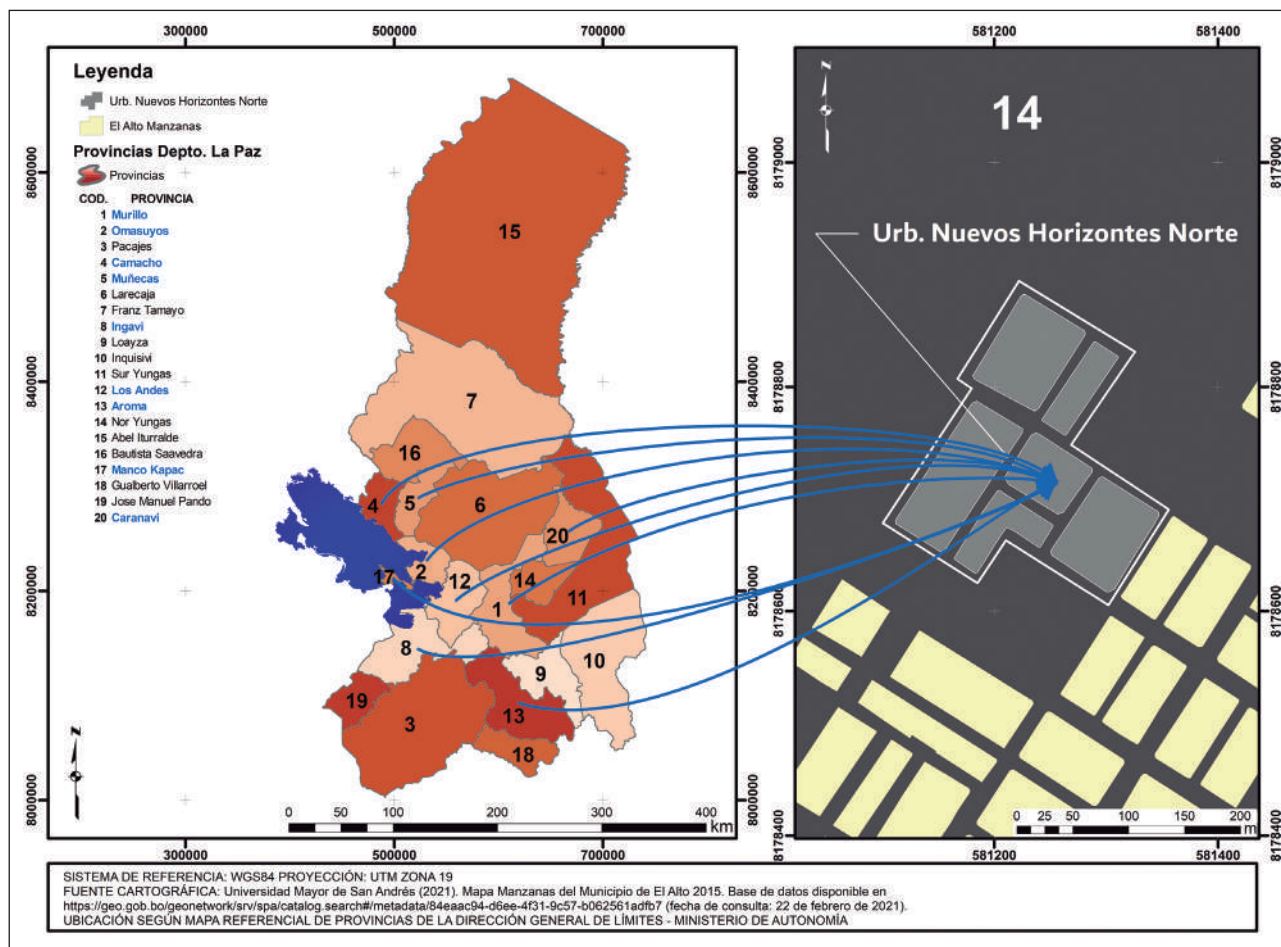 300000 500000 700000
581200 581400
Leyenda
Urb. Nuevos Horizontes Norte
El Alto Manzanas
Provincias Depto. La Paz
Provincias
COD. PROVINCIA
1 Murillo
2 Omasuyos
3 Pacajes
4 Camacho
5 Muñecas
6 Larecaja
7 Franz Tamayo
8 Ingavi
9 Loayza
10 Inquisivi
11 Sur Yungas
12 Los Andes
13 Aroma
14 Nor Yungas
15 Abel Iturralde
16 Bautista Saavedra
17 Manco Kapac
18 Gualberto Villarroel
19 Jose Manuel Pando
20 Caranavi
8600000
8400000
8200000
8000000
15
7
16
4
5
6
20
17
2
12
14
1
11
8
9
10
19
3
13
18
N
0 50 100 200 300 400
km
8600000
8400000
8200000
8000000
300000 500000 700000
N
14
Urb. Nuevos Horizontes Norte
8179000
8178800
8178600
8178400
0 25 50 100 150 200
m
8179000
8178800
8178600
8178400
581200 581400
SISTEMA DE REFERENCIA: WGS84 PROYECCIÓN: UTM ZONA 19
FUENTE CARTOGRÁFICA: Universidad Mayor de San Andrés (2021). Mapa Manzanas del Municipio de El Alto 2015. Base de datos disponible en
https://geo.gob.bo/geonetwork/srv/spa/catalog.search#/metadata/84eaac94-d6ee-4f31-9c57-b062561adfb7 (fecha de consulta: 22 de febrero de 2021).
UBICACIÓN SEGÚN MAPA REFERENCIAL DE PROVINCIAS DE LA DIRECCIÓN GENERAL DE LÍMITES - MINISTERIO DE AUTONOMÍA